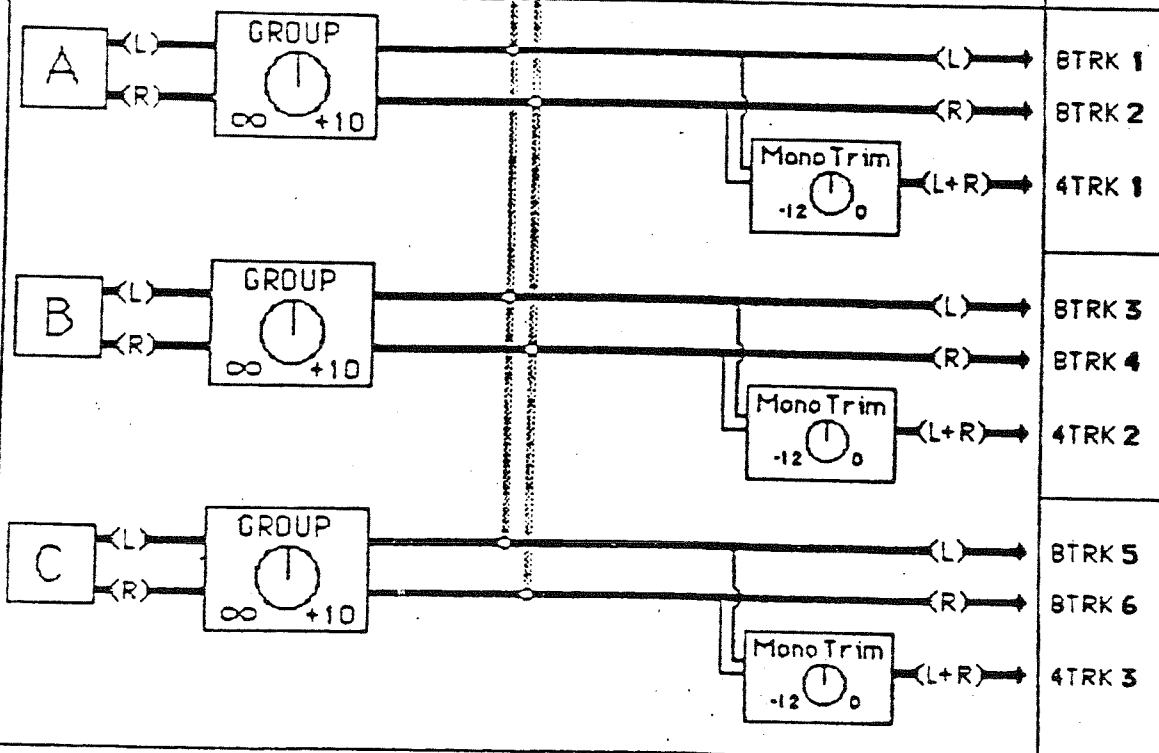 A
(L)
(R)
GROUP
∞ +10
(L)
8TRK 1
(R)
8TRK 2
Mono Trim
-12 0
(L+R)
4TRK 1
B
(L)
(R)
GROUP
∞ +10
(L)
8TRK 3
(R)
8TRK 4
Mono Trim
-12 0
(L+R)
4TRK 2
C
(L)
(R)
GROUP
∞ +10
(L)
8TRK 5
(R)
8TRK 6
Mono Trim
-12 0
(L+R)
4TRK 3